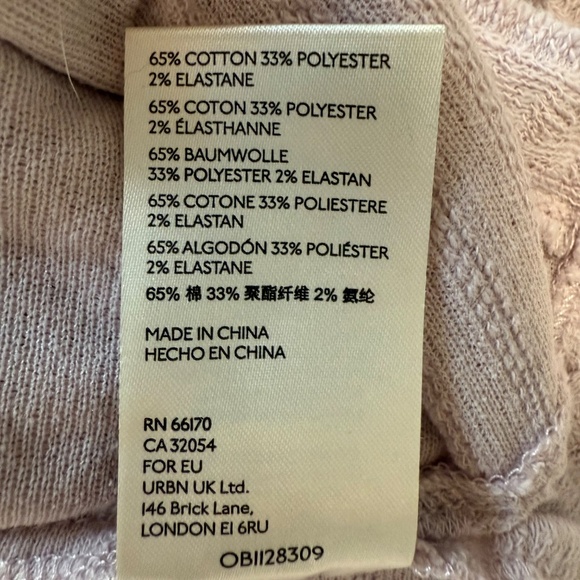 65% COTTON 33% POLYESTER
2% ELASTANE
65% COTON 33% POLYESTER
2% ÉLASTHANNE
65% BAUMWOLLE
33% POLYESTER 2% ELASTAN
65% COTONE 33% POLIESTERE
2% ELASTAN
65% ALGODÓN 33% POLIÉSTER
2% ELASTANE
65% 棉 33% 聚酯纤维 2% 氨纶
MADE IN CHINA
HECHO EN CHINA
RN 66170
CA 32054
FOR EU
URBN UK Ltd.
146 Brick Lane,
LONDON E1 6RU
OB1128309